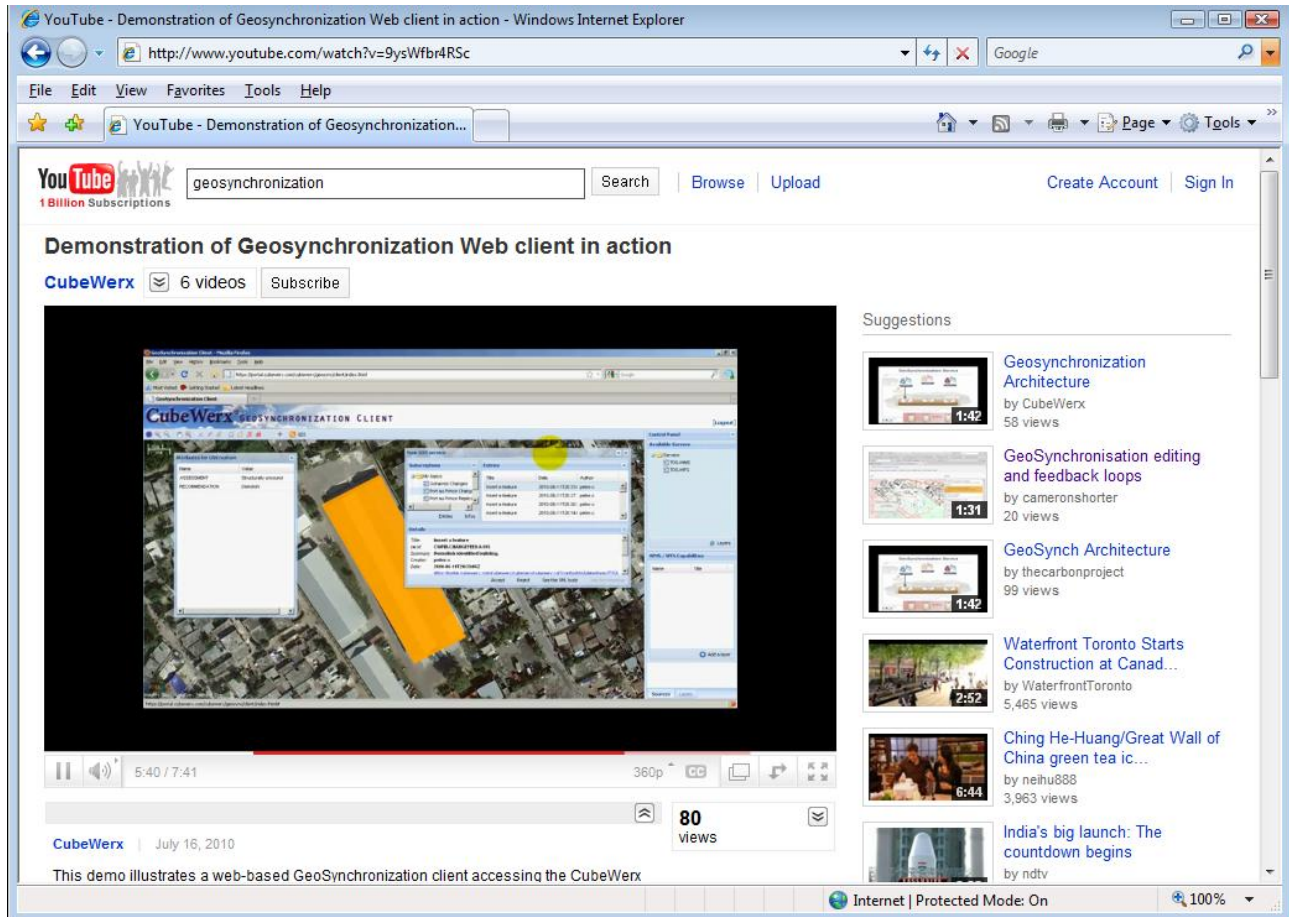 YouTube - Demonstration of Geosynchronization Web client in action - Windows Internet Explorer
http://www.youtube.com/watch?v=9ysWfbr4RSc
Google
File Edit View Favorites Tools Help
YouTube - Demonstration of Geosynchronization...
Page Tools
You Tube
1 Billion Subscriptions
geosynchronization
Search
Browse
Upload
Create Account
Sign In
Demonstration of Geosynchronization Web client in action
CubeWerx
6 videos
Subscribe
CubeWerx GEOSYNCHRONIZATION CLIENT
5:40 / 7:41
360p
CC
80
views
CubeWerx
July 16, 2010
This demo illustrates a web-based GeoSynchronization client accessing the CubeWerx
Suggestions
1:42
Geosynchronization
Architecture
by CubeWerx
58 views
1:31
GeoSynchronisation editing
and feedback loops
by cameronshorter
20 views
1:42
GeoSynch Architecture
by thecarbonproject
99 views
2:52
Waterfront Toronto Starts
Construction at Canad...
by WaterfrontToronto
5,465 views
6:44
Ching He-Huang/Great Wall of
China green tea ic...
by neihu888
3,963 views
India's big launch: The
countdown begins
by ndtv
Internet | Protected Mode: On
100%